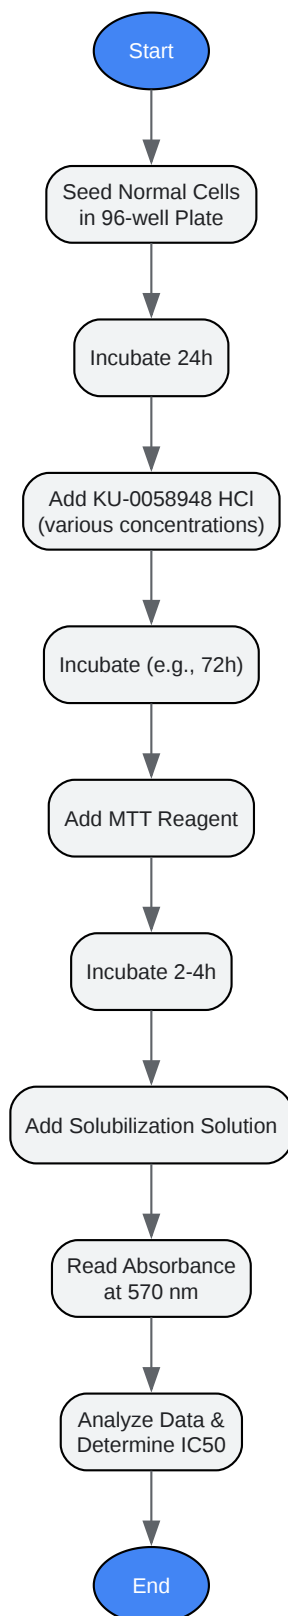 Start
Seed Normal Cells
in 96-well Plate
Incubate 24h
Add KU-0058948 HCl
(various concentrations)
Incubate (e.g., 72h)
Add MTT Reagent
Incubate 2-4h
Add Solubilization Solution
Read Absorbance
at 570 nm
Analyze Data &
Determine IC50
End